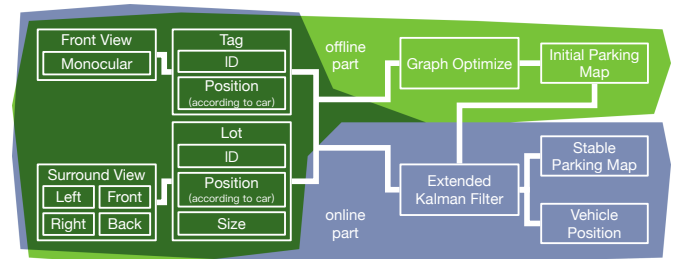 Front View
Monocular
Tag
ID
Position
(according to car)
offline
part
Graph Optimize
Initial Parking
Map
Lot
ID
Position
(according to car)
Size
Surround View
Left
Front
Right
Back
online
part
Extended
Kalman Filter
Stable
Parking Map
Vehicle
Position